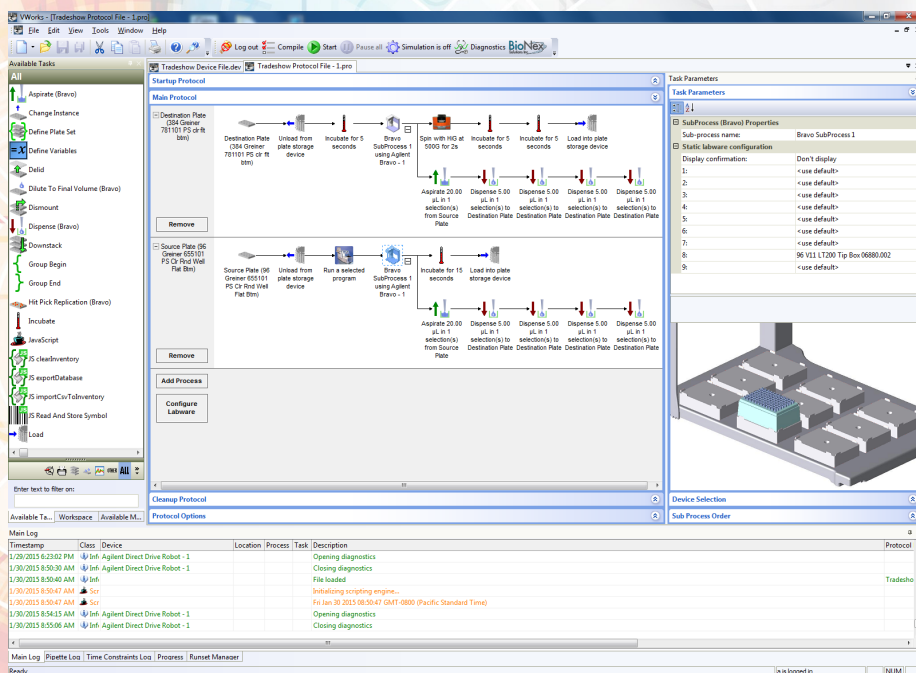 VWorks - [Tradeshow Protocol File - 1.pro]
File Edit View Tools Window Help
Log out Compile Start Pause all Simulation is off Diagnostics BioNex
Available Tasks
All
Aspirate (Bravo)
Change Instance
Define Plate Set
=X Define Variables
Delid
Dilute To Final Volume (Bravo)
Dismount
Dispense (Bravo)
Downstack
Group Begin
Group End
Hit Pick Replication (Bravo)
Incubate
JavaScript
JS clearInventory
JS exportDatabase
JS importCsvToInventory
JS Read And Store Symbol
Load
All
Enter text to filter on:
Available Ta... Workspace Available M...
Tradeshow Device File.dev Tradeshow Protocol File - 1.pro
Startup Protocol
Main Protocol
Destination Plate
(384 Greiner
781101 PS clr flt
btm)
Remove
Destination Plate
(384 Greiner
781101 PS clr flt
btm)
Unload from
plate storage
device
Incubate for 5
seconds
Bravo
SubProcess 1
using Agilent
Bravo - 1
Spin with HG at
500G for 2s
Incubate for 5
seconds
Incubate for 5
seconds
Load into plate
storage device
Aspirate 20.00
µL in 1
selection(s)
from Source
Plate
Dispense 5.00
µL in 1
selection(s) to
Destination Plate
Dispense 5.00
µL in 1
selection(s) to
Destination Plate
Dispense 5.00
µL in 1
selection(s) to
Destination Plate
Dispense 5.00
µL in 1
selection(s) to
Destination Plate
Source Plate (96
Greiner 655101
PS Clr Rnd Well
Flat Btm)
Remove
Source Plate (96
Greiner 655101
PS Clr Rnd Well
Flat Btm)
Unload from
plate storage
device
Run a selected
program
Bravo
SubProcess 1
using Agilent
Bravo - 1
Incubate for 15
seconds
Load into plate
storage device
Aspirate 20.00
µL in 1
selection(s)
from Source
Plate
Dispense 5.00
µL in 1
selection(s) to
Destination Plate
Dispense 5.00
µL in 1
selection(s) to
Destination Plate
Dispense 5.00
µL in 1
selection(s) to
Destination Plate
Dispense 5.00
µL in 1
selection(s) to
Destination Plate
Add Process
Configure
Labware
Cleanup Protocol
Protocol Options
Task Parameters
Task Parameters
SubProcess (Bravo) Properties
Sub-process name: Bravo SubProcess 1
Static labware configuration
Display confirmation: Don't display
1: <use default>
2: <use default>
3: <use default>
4: <use default>
5: <use default>
6: <use default>
7: <use default>
8: 96 V11 LT200 Tip Box 06880.002
9: <use default>
Device Selection
Sub Process Order
Main Log
Timestamp Class Device Location Process Task Description Protocol
1/29/2015 6:23:02 PM Inf Agilent Direct Drive Robot - 1 Opening diagnostics
1/30/2015 8:50:30 AM Inf Agilent Direct Drive Robot - 1 Closing diagnostics
1/30/2015 8:50:40 AM Inf File loaded Tradesho
1/30/2015 8:50:47 AM Scr Initializing scripting engine...
1/30/2015 8:50:47 AM Scr Fri Jan 30 2015 08:50:47 GMT-0800 (Pacific Standard Time)
1/30/2015 8:54:15 AM Inf Agilent Direct Drive Robot - 1 Opening diagnostics
1/30/2015 8:55:06 AM Inf Agilent Direct Drive Robot - 1 Closing diagnostics
Main Log Pipette Log Time Constraints Log Progress Runset Manager
Ready a is logged in NUM